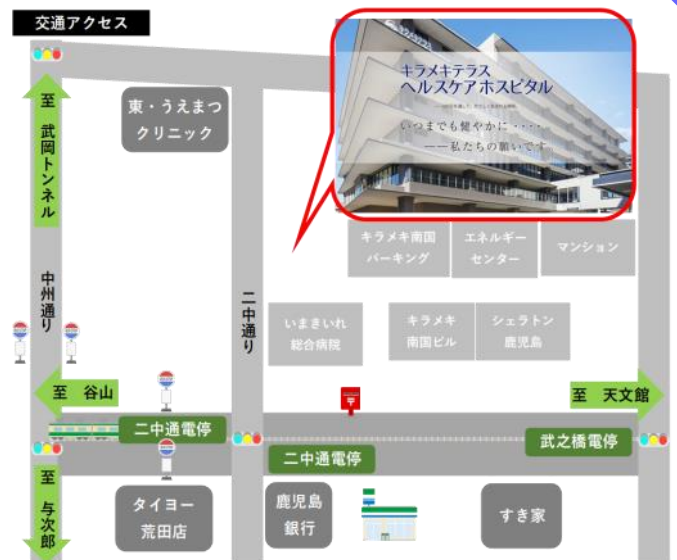 交通アクセス
キラメキテラス
ヘルスケアホスピタル
いつまでも健やかに・・・・
——私たちの願いです
至 武岡トンネル
東・うえまつ
クリニック
キラメキ南国
パーキング
エネルギー
センター
マンション
中州通り
二中通り
いまきいれ
総合病院
キラメキ
南国ビル
シェラトン
鹿児島
至 谷山
至 天文館
二中通電停
武之橋電停
二中通電停
至 与次郎
タイヨー
荒田店
鹿児島
銀行
すき家